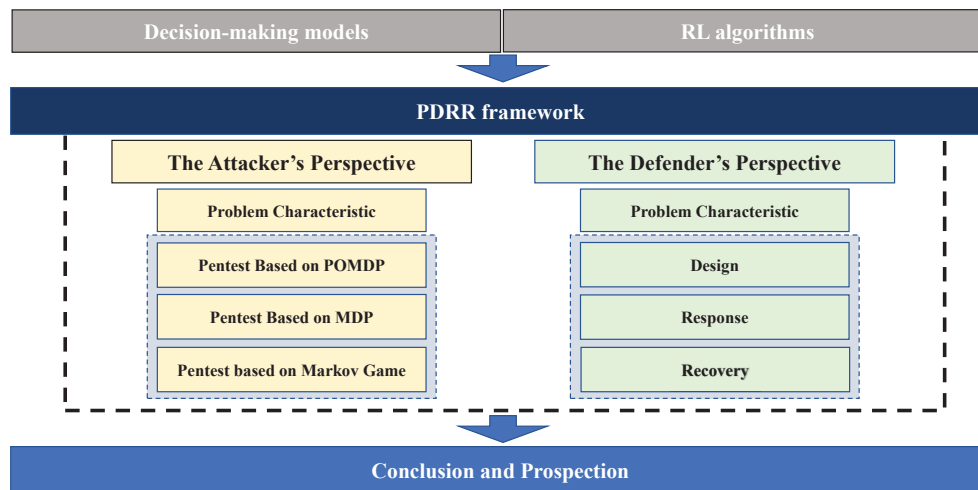 Decision-making models
RL algorithms
PDRR framework
The Attacker's Perspective
Problem Characteristic
Pentest Based on POMDP
Pentest Based on MDP
Pentest based on Markov Game
The Defender's Perspective
Problem Characteristic
Design
Response
Recovery
Conclusion and Prospection